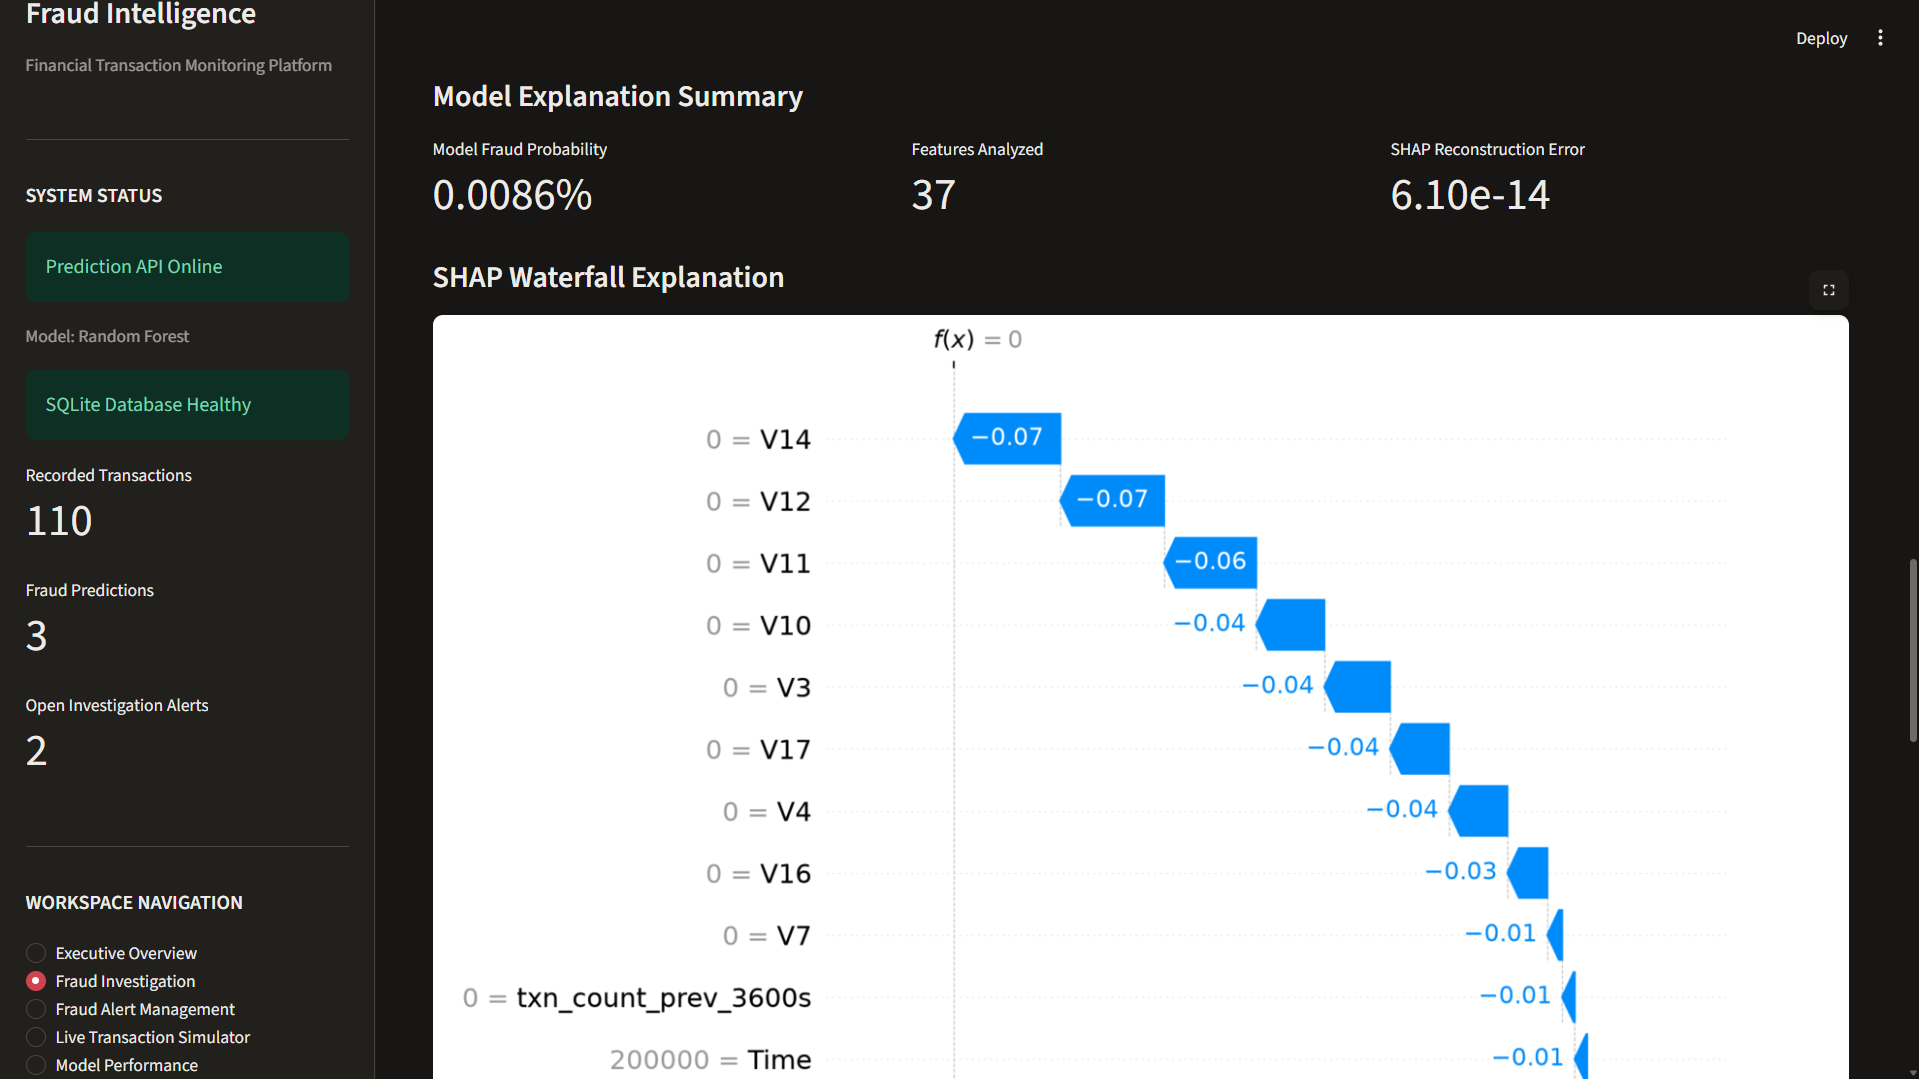 Fraud Intelligence
Financial Transaction Monitoring Platform
SYSTEM STATUS
Prediction API Online
Model: Random Forest
SQLite Database Healthy
Recorded Transactions
110
Fraud Predictions
3
Open Investigation Alerts
2
WORKSPACE NAVIGATION
Executive Overview
Fraud Investigation
Fraud Alert Management
Live Transaction Simulator
Model Performance
Deploy
Model Explanation Summary
Model Fraud Probability
0.0086%
Features Analyzed
37
SHAP Reconstruction Error
6.10e-14
SHAP Waterfall Explanation
f(x) = 0
0 = V14 −0.07
0 = V12 −0.07
0 = V11 −0.06
0 = V10 −0.04
0 = V3 −0.04
0 = V17 −0.04
0 = V4 −0.04
0 = V16 −0.03
0 = V7 −0.01
0 = txn_count_prev_3600s −0.01
200000 = Time −0.01